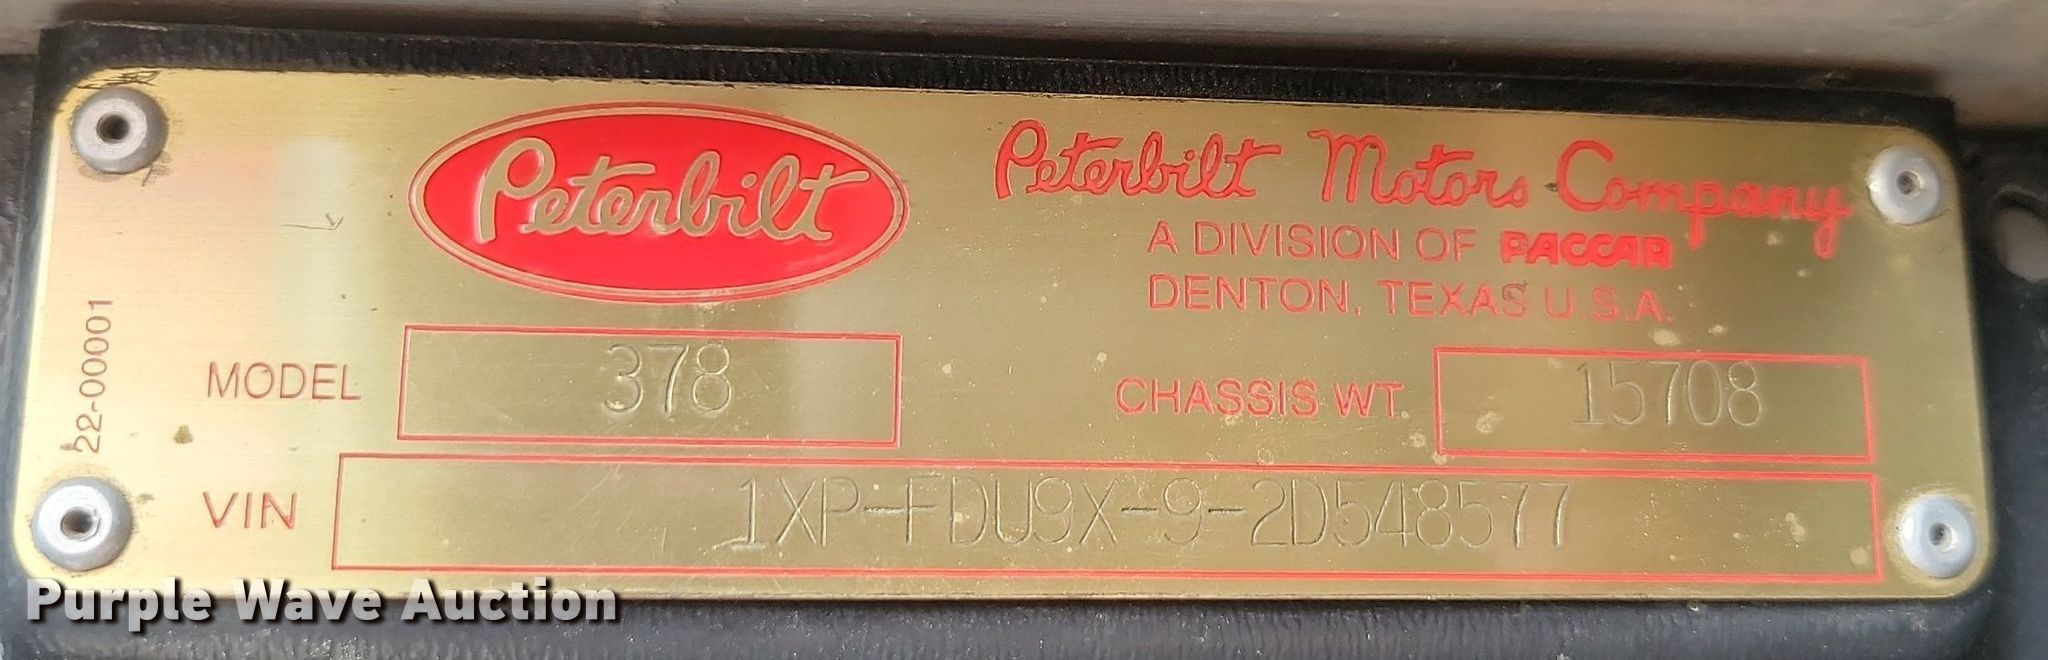 Peterbilt
Peterbilt Motors Company
A DIVISION OF PACCAR
DENTON, TEXAS U.S.A.
22-00001
MODEL 378
CHASSIS WT. 15708
VIN 1XP-FDU9X-9-2D548577
Purple Wave Auction